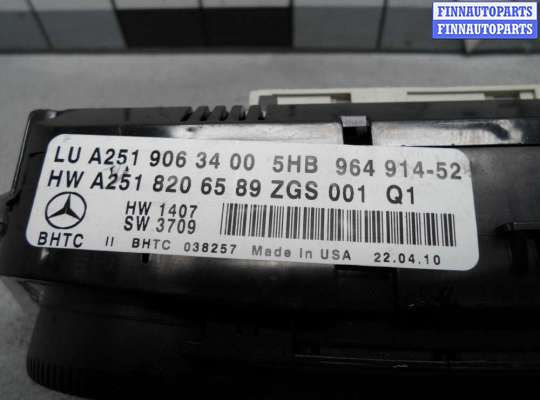 FINNAUTOPARTS
FINNAUTOPARTS
LU A251 906 34 00 5HB 964 914-52
HW A251 820 65 89 ZGS 001 Q1
HW 1407
SW 3709
BHTC II BHTC 038257 Made in USA 22.04.10